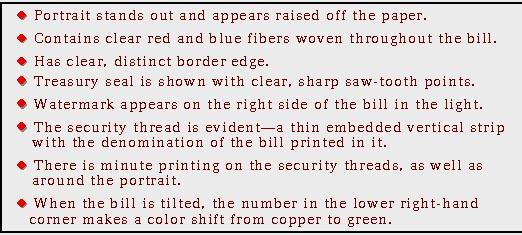 Portrait stands out and appears raised off the paper.
Contains clear red and blue fibers woven throughout the bill.
Has clear, distinct border edge.
Treasury seal is shown with clear, sharp saw-tooth points.
Watermark appears on the right side of the bill in the light.
The security thread is evident—a thin embedded vertical strip
with the denomination of the bill printed in it.
There is minute printing on the security threads, as well as
around the portrait.
When the bill is tilted, the number in the lower right-hand
corner makes a color shift from copper to green.